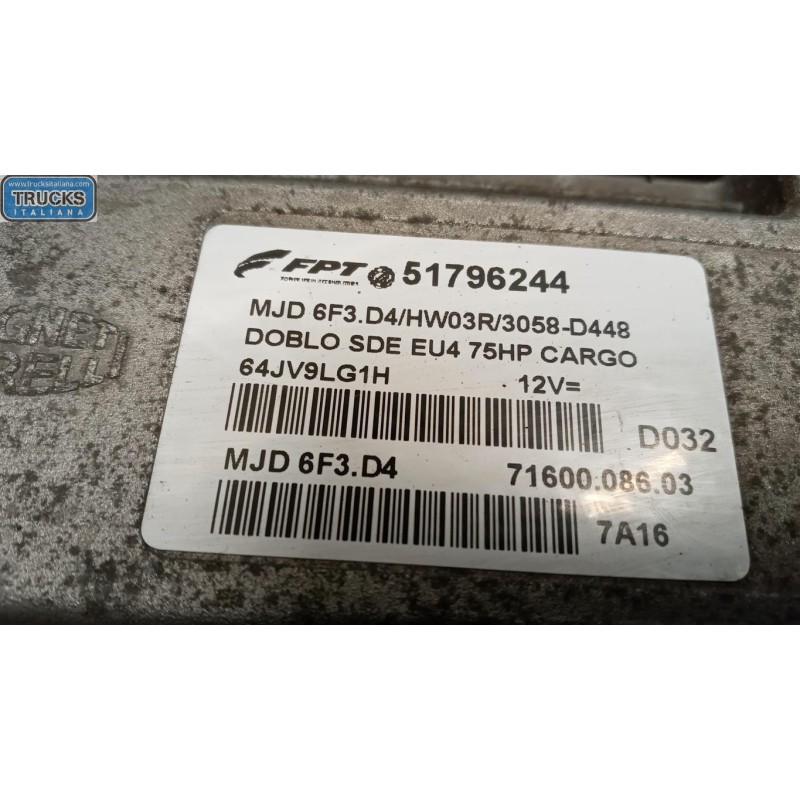 www.trucksitaliana.com
TRUCKS
ITALIANA
FPT 51796244
MJD 6F3.D4/HW03R/3058-D448
DOBLO SDE EU4 75HP CARGO
64JV9LG1H 12V=
D032
MJD 6F3.D4 71600.086.03
7A16